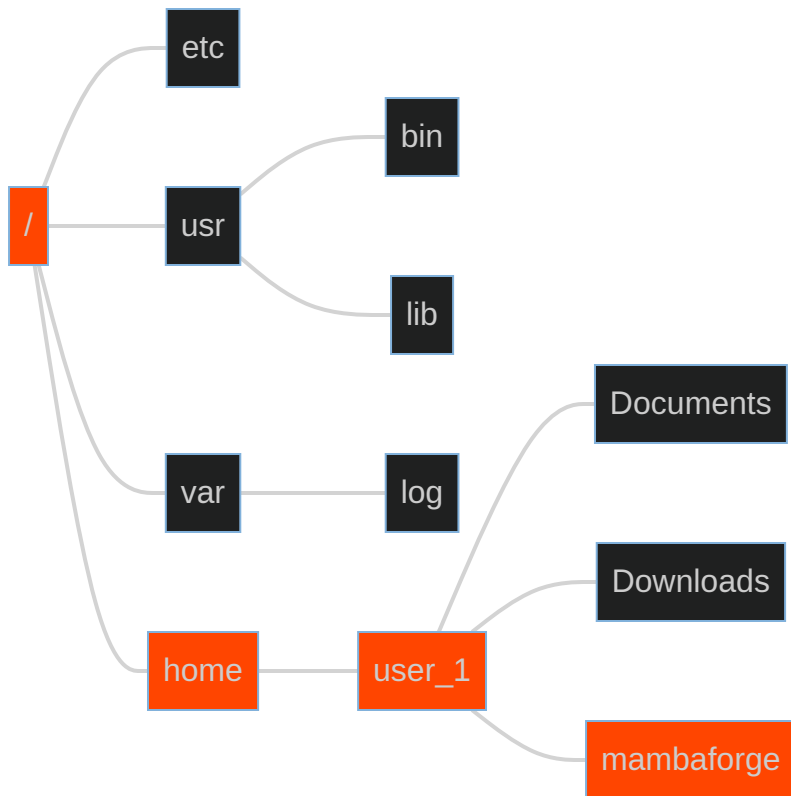 etc
bin
/
usr
lib
Documents
var
log
Downloads
home
user_1
mambaforge